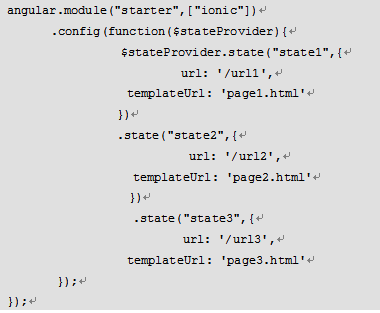 angular.module("starter",["ionic"])↵
.config(function($stateProvider){↵
$stateProvider.state("state1",{↵
url: '/url1',↵
templateUrl: 'page1.html'↵
})↵
.state("state2",{↵
url: '/url2',↵
templateUrl: 'page2.html'↵
})↵
.state("state3",{↵
url: '/url3',↵
templateUrl: 'page3.html'↵
});↵
});↵